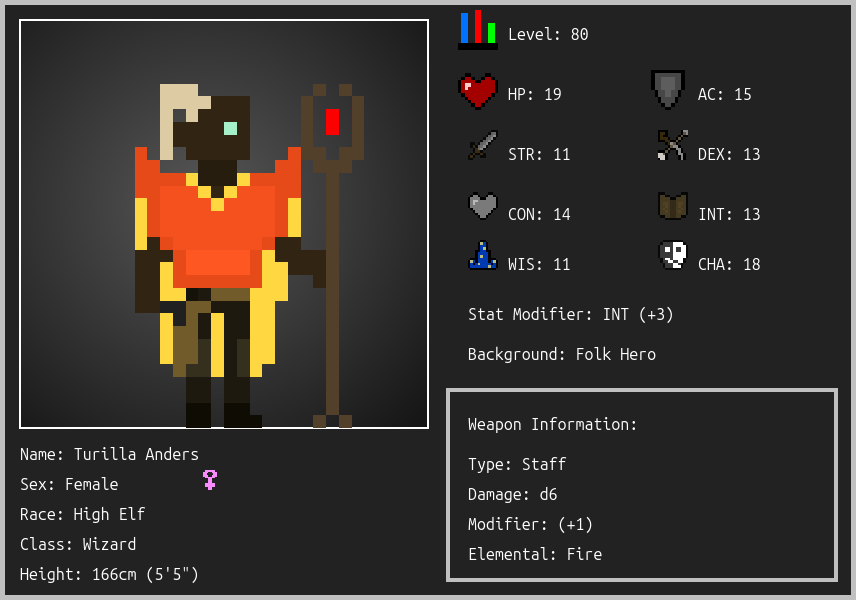 Level: 80
HP: 19
AC: 15
STR: 11
DEX: 13
CON: 14
INT: 13
WIS: 11
CHA: 18
Stat Modifier: INT (+3)
Background: Folk Hero
Weapon Information:
Type: Staff
Damage: d6
Modifier: (+1)
Elemental: Fire
Name: Turilla Anders
Sex: Female
Race: High Elf
Class: Wizard
Height: 166cm (5'5")